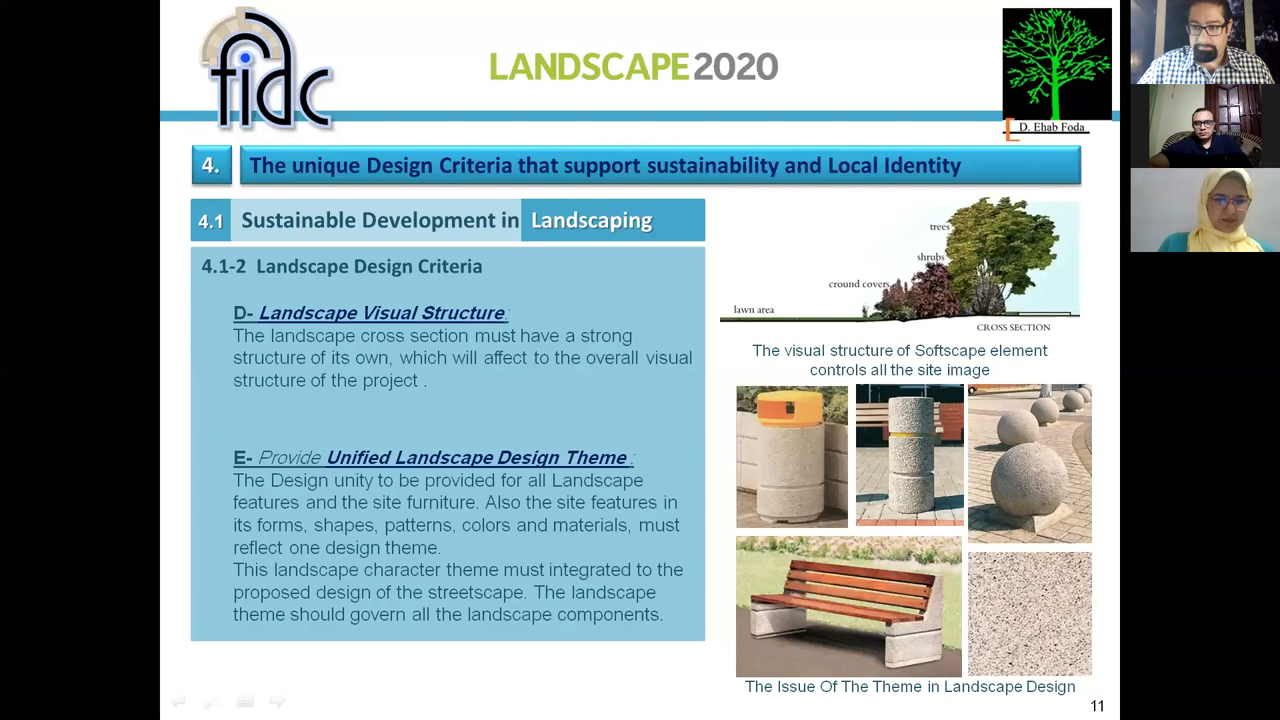 fidc
LANDSCAPE 2020
D. Ehab Foda
4. The unique Design Criteria that support sustainability and Local Identity
4.1 Sustainable Development in Landscaping
4.1-2 Landscape Design Criteria
D- Landscape Visual Structure:
The landscape cross section must have a strong
structure of its own, which will affect to the overall visual
structure of the project .
E- Provide Unified Landscape Design Theme :
The Design unity to be provided for all Landscape
features and the site furniture. Also the site features in
its forms, shapes, patterns, colors and materials, must
reflect one design theme.
This landscape character theme must integrated to the
proposed design of the streetscape. The landscape
theme should govern all the landscape components.
trees
shrubs
cround covers
lawn area
CROSS SECTION
The visual structure of Softscape element
controls all the site image
The Issue Of The Theme in Landscape Design
11